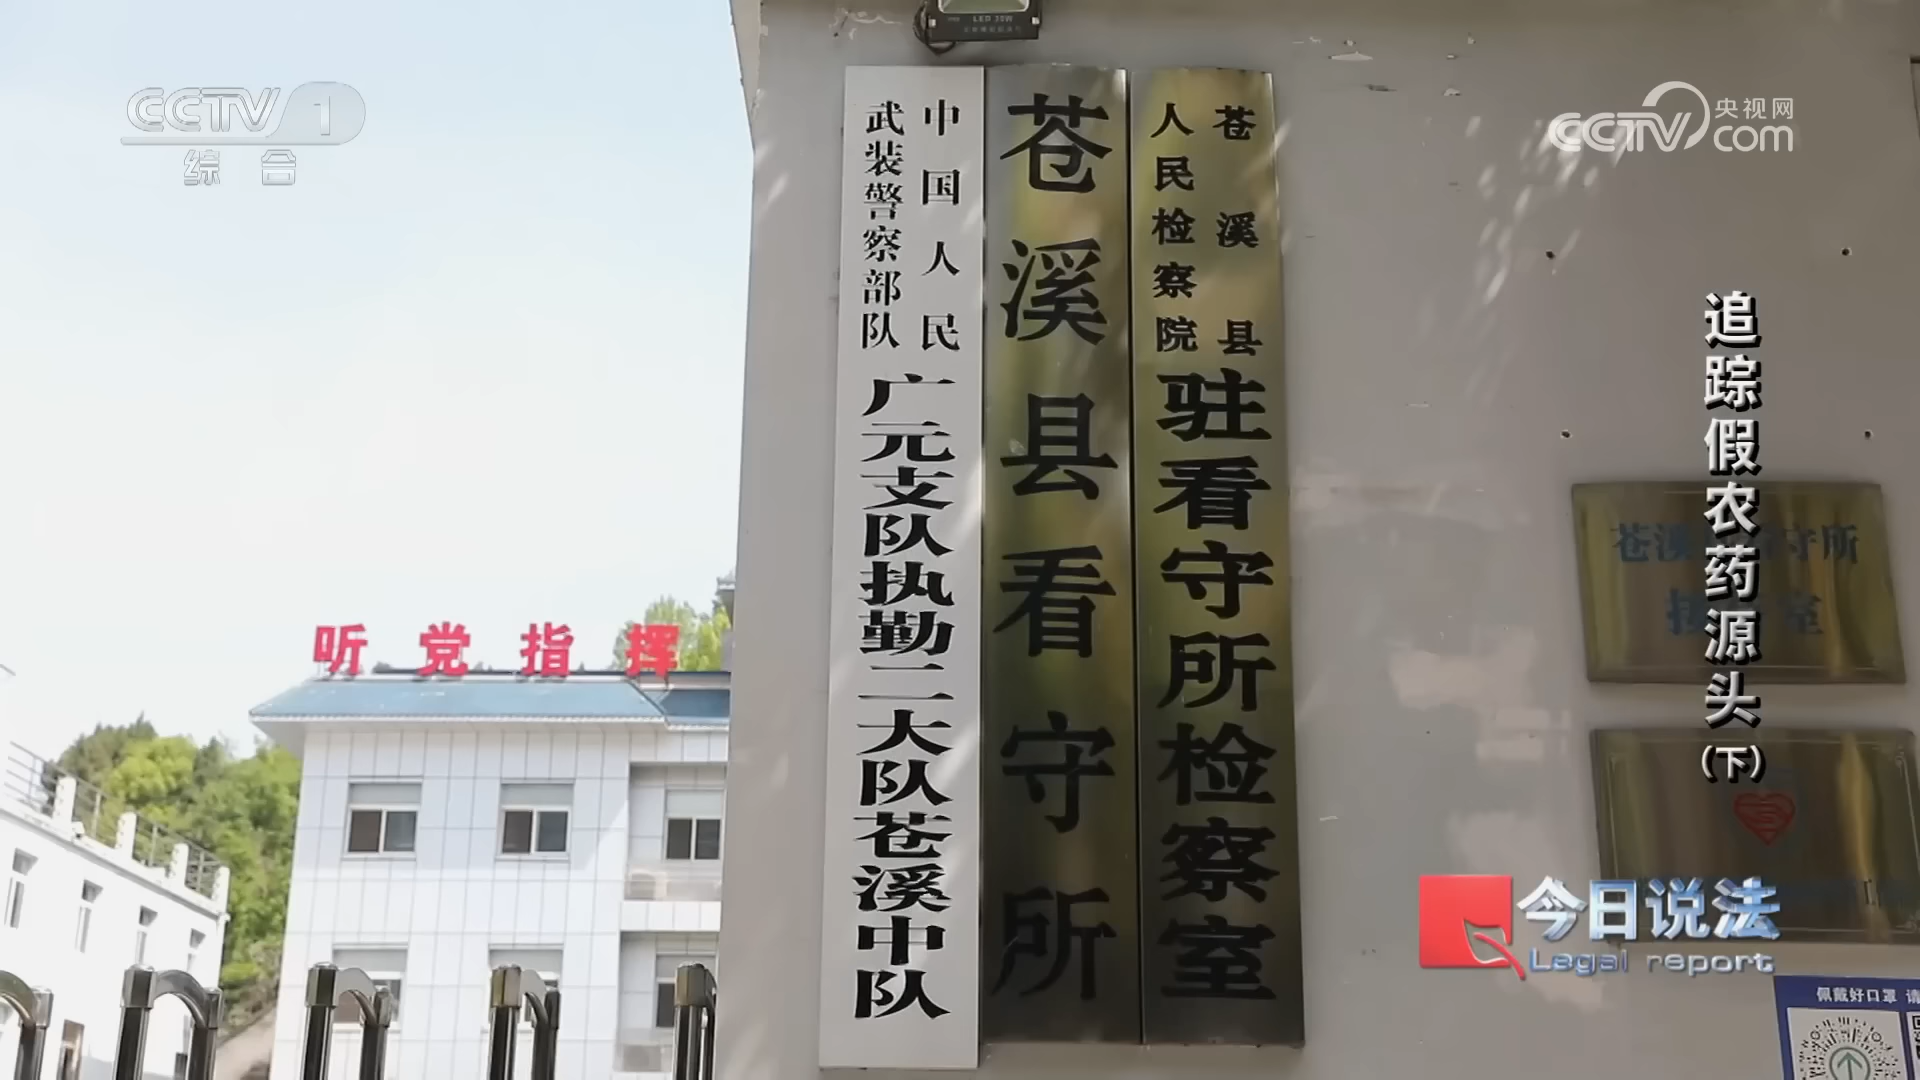 CCTV 1
综合
央视网
CCTV.com
LED 30W
中国人民
武装警察部队
广元支队执勤二大队苍溪中队
苍溪县看守所
苍溪县
人民检察院
驻看守所检察室
听党指挥
追踪假农药源头(下)
今日说法
Legal report
佩戴好口罩 请